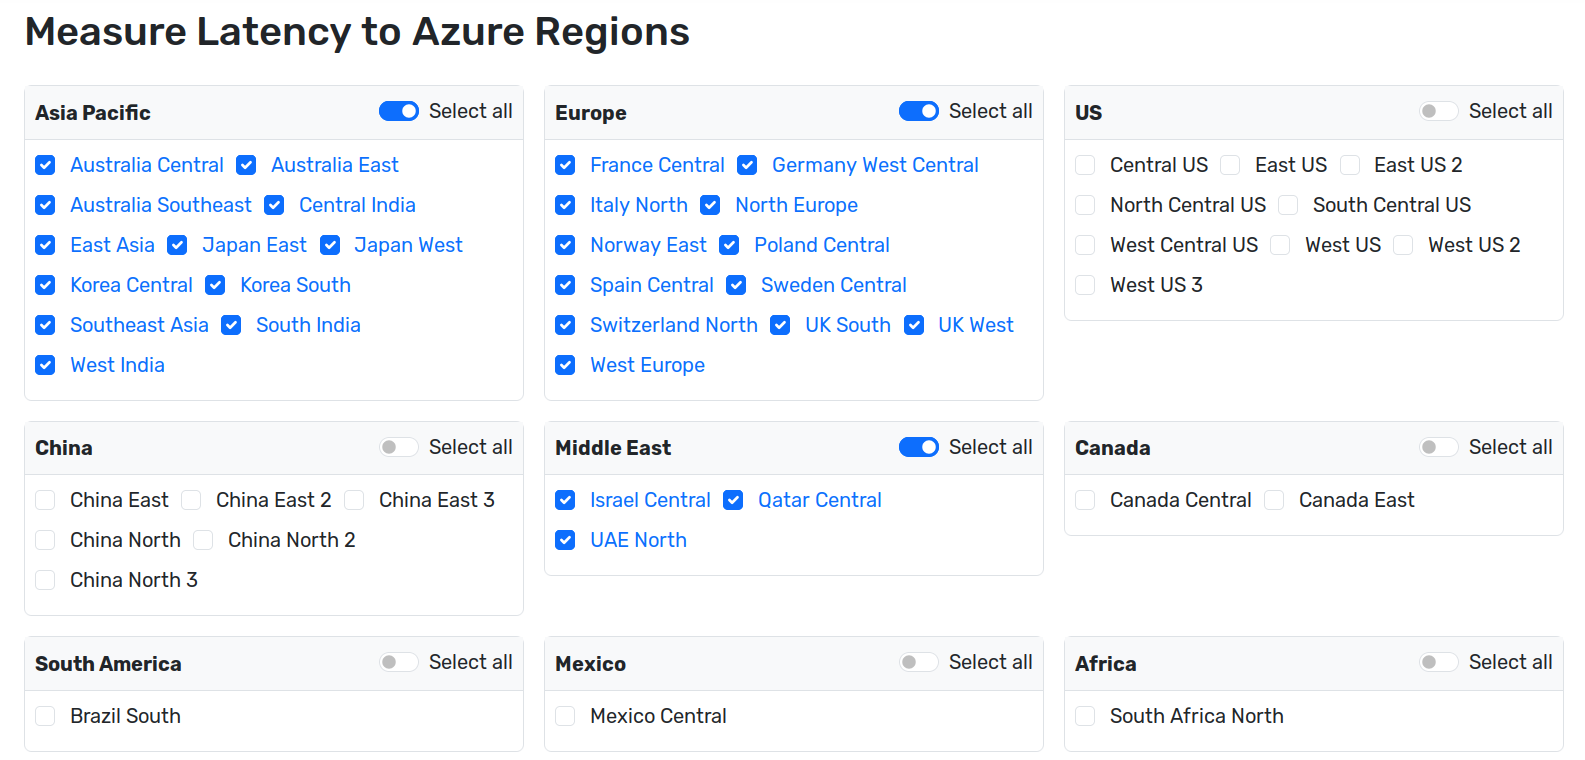 Measure Latency to Azure Regions
Asia Pacific Select all
Australia Central Australia East
Australia Southeast Central India
East Asia Japan East Japan West
Korea Central Korea South
Southeast Asia South India
West India
Europe Select all
France Central Germany West Central
Italy North North Europe
Norway East Poland Central
Spain Central Sweden Central
Switzerland North UK South UK West
West Europe
US Select all
Central US East US East US 2
North Central US South Central US
West Central US West US West US 2
West US 3
China Select all
China East China East 2 China East 3
China North China North 2
China North 3
Middle East Select all
Israel Central Qatar Central
UAE North
Canada Select all
Canada Central Canada East
South America Select all
Brazil South
Mexico Select all
Mexico Central
Africa Select all
South Africa North